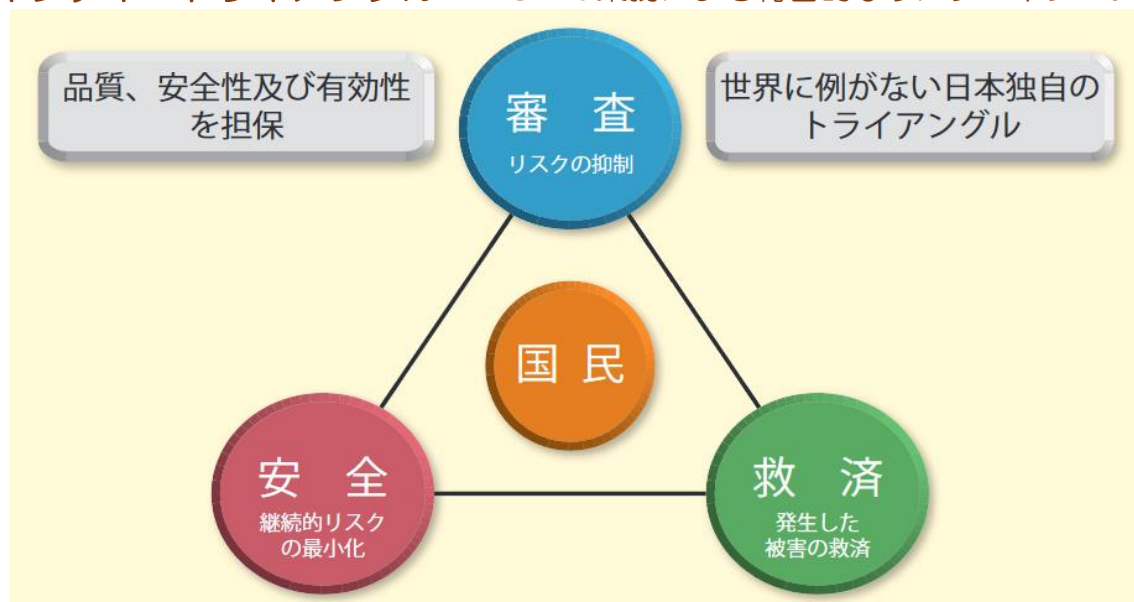 品質、安全性及び有効性
を担保
世界に例がない日本独自の
トライアングル
審 査
リスクの抑制
国 民
安 全
継続的リスク
の最小化
救 済
発生した
被害の救済